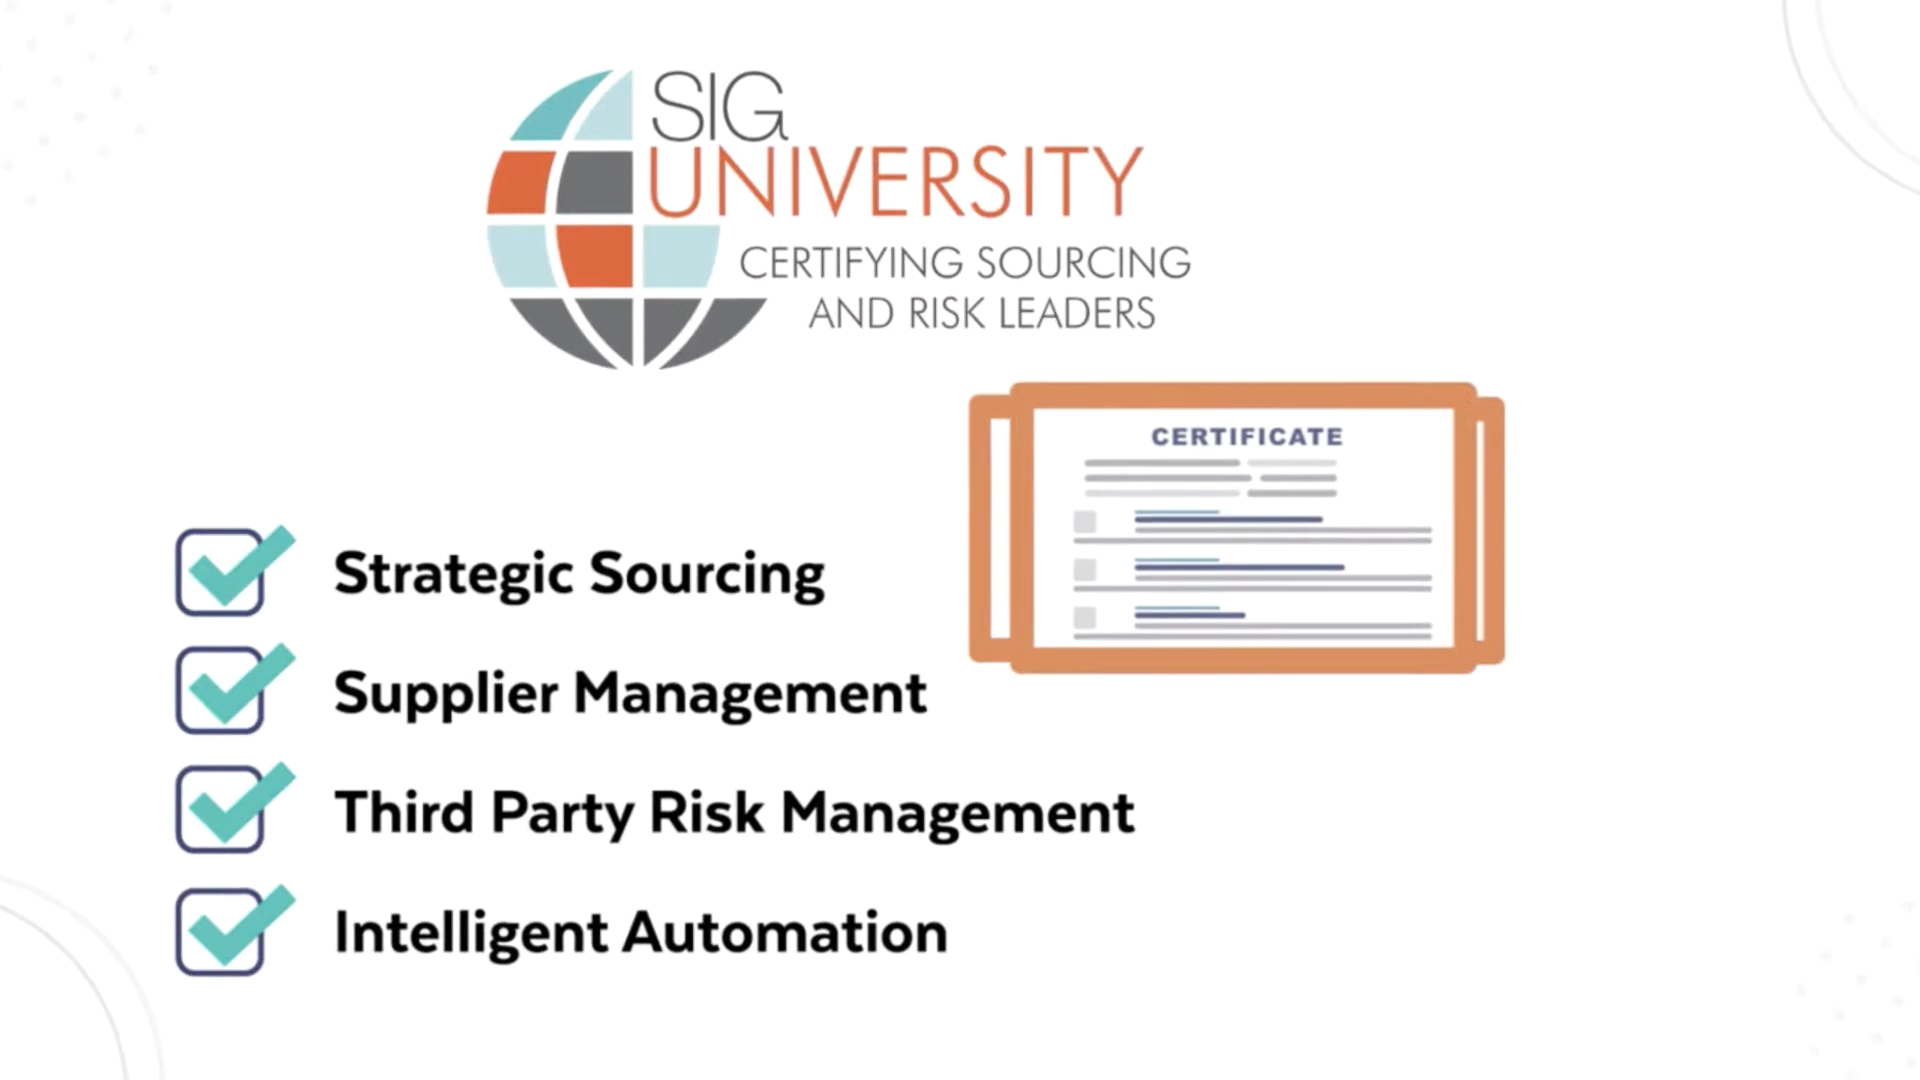 SIG
UNIVERSITY
CERTIFYING SOURCING
AND RISK LEADERS
CERTIFICATE
Strategic Sourcing
Supplier Management
Third Party Risk Management
Intelligent Automation